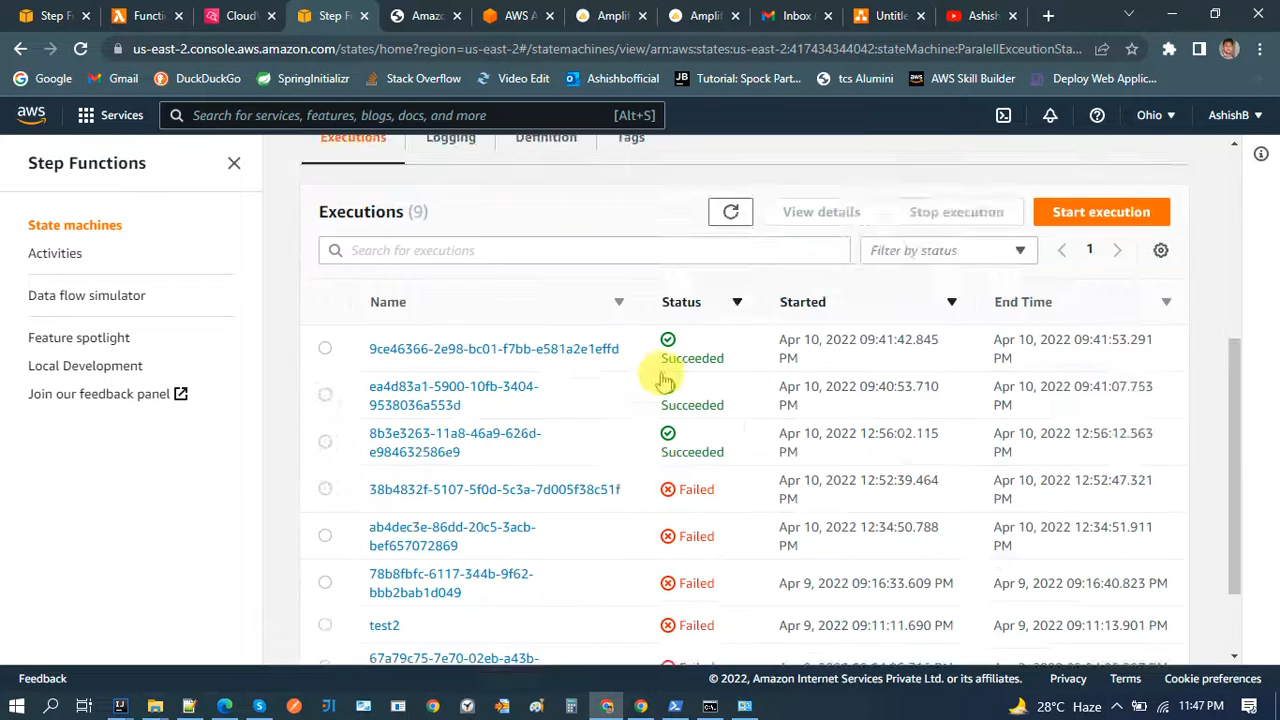 Step F
Functi
CloudV
Step F
Amazo
AWS A
Amplif
Amplif
Inbox
Untitle
Ashish
us-east-2.console.aws.amazon.com/states/home?region=us-east-2#/statemachines/view/arn:aws:states:us-east-2:417434344042:stateMachine:ParalellExceutionSta...
Google
Gmail
DuckDuckGo
SpringInitializr
Stack Overflow
Video Edit
Ashishbofficial
Tutorial: Spock Part...
tcs Alumini
AWS Skill Builder
Deploy Web Applic...
aws
Services
Search for services, features, blogs, docs, and more
[Alt+S]
Ohio
AshishB
Step Functions
State machines
Activities
Data flow simulator
Feature spotlight
Local Development
Join our feedback panel
Executions
Logging
Definition
Tags
Executions (9)
View details
Stop execution
Start execution
Search for executions
Filter by status
1
Name
Status
Started
End Time
9ce46366-2e98-bc01-f7bb-e581a2e1effd
Succeeded
Apr 10, 2022 09:41:42.845
PM
Apr 10, 2022 09:41:53.291
PM
ea4d83a1-5900-10fb-3404-
9538036a553d
Succeeded
Apr 10, 2022 09:40:53.710
PM
Apr 10, 2022 09:41:07.753
PM
8b3e3263-11a8-46a9-626d-
e984632586e9
Succeeded
Apr 10, 2022 12:56:02.115
PM
Apr 10, 2022 12:56:12.563
PM
38b4832f-5107-5f0d-5c3a-7d005f38c51f
Failed
Apr 10, 2022 12:52:39.464
PM
Apr 10, 2022 12:52:47.321
PM
ab4dec3e-86dd-20c5-3acb-
bef657072869
Failed
Apr 10, 2022 12:34:50.788
PM
Apr 10, 2022 12:34:51.911
PM
78b8fbfc-6117-344b-9f62-
bbb2bab1d049
Failed
Apr 9, 2022 09:16:33.609 PM
Apr 9, 2022 09:16:40.823 PM
test2
Failed
Apr 9, 2022 09:11:11.690 PM
Apr 9, 2022 09:11:13.901 PM
67a79c75-7e70-02eb-a43b-
Feedback
© 2022, Amazon Internet Services Private Ltd. or its affiliates.
Privacy
Terms
Cookie preferences
28°C Haze
ENG
11:47 PM